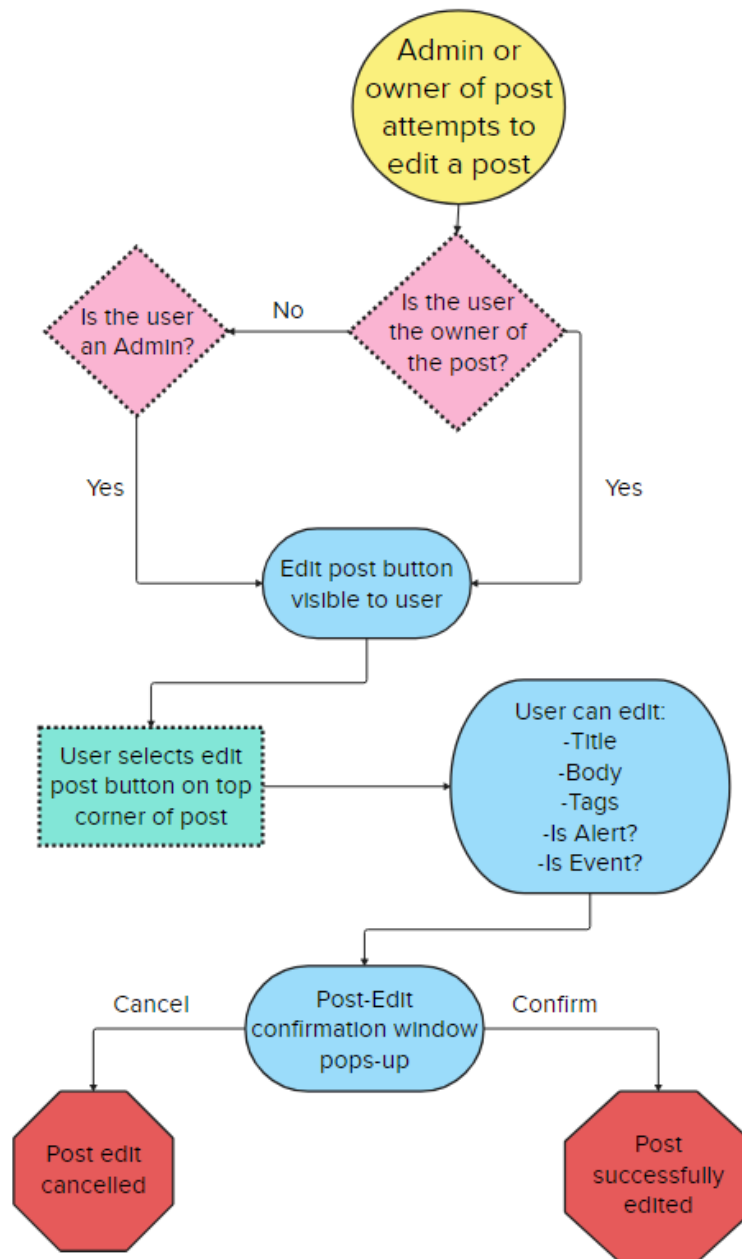 Admin or
owner of post
attempts to
edit a post
Is the user
an Admin?
No
Is the user
the owner of
the post?
Yes
Yes
Edit post button
visible to user
User selects edit
post button on top
corner of post
User can edit:
-Title
-Body
-Tags
-Is Alert?
-Is Event?
Cancel
Post-Edit
confirmation window
pops-up
Confirm
Post edit
cancelled
Post
successfully
edited